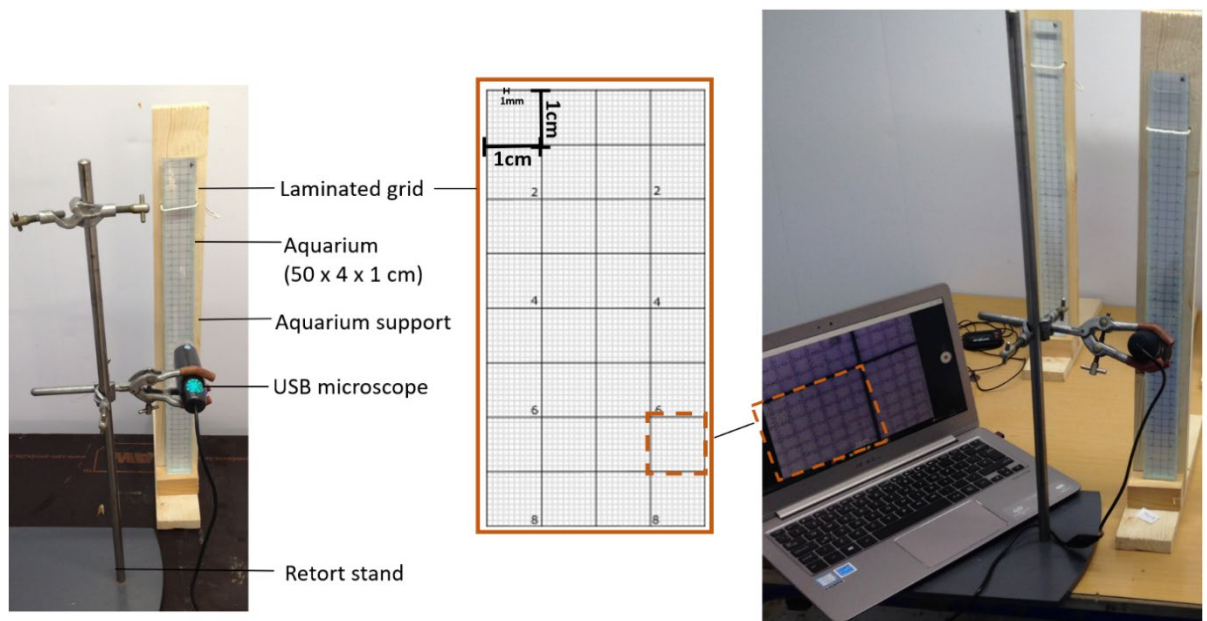 Laminated grid
Aquarium
(50 x 4 x 1 cm)
Aquarium support
USB microscope
Retort stand
1mm
1cm
1cm
2 2
4 4
6 6
8 8